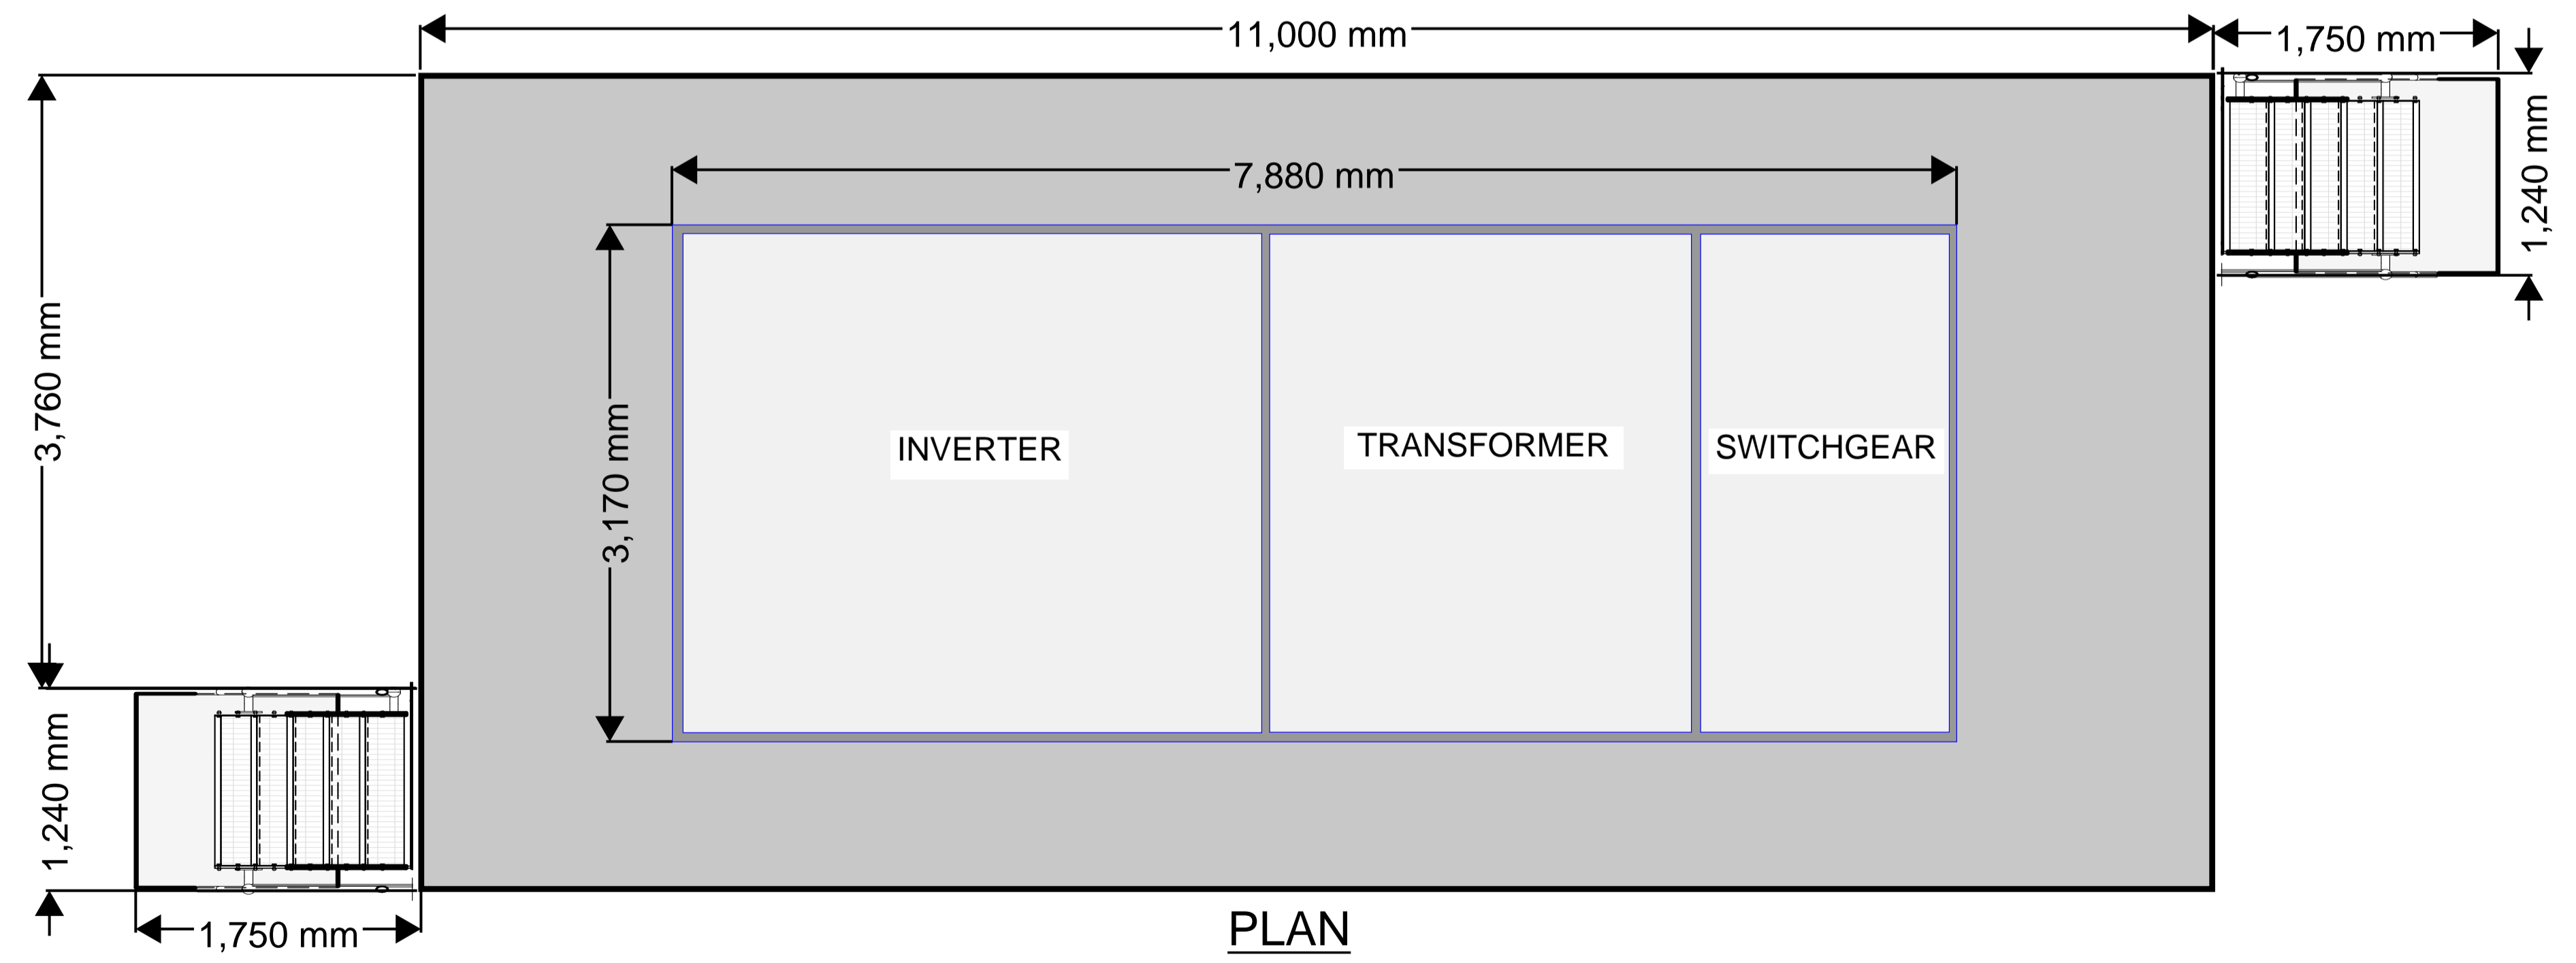 11,000 mm
1,750 mm
1,240 mm
7,880 mm
3,760 mm
3,170 mm
INVERTER
TRANSFORMER
SWITCHGEAR
1,240 mm
1,750 mm
PLAN